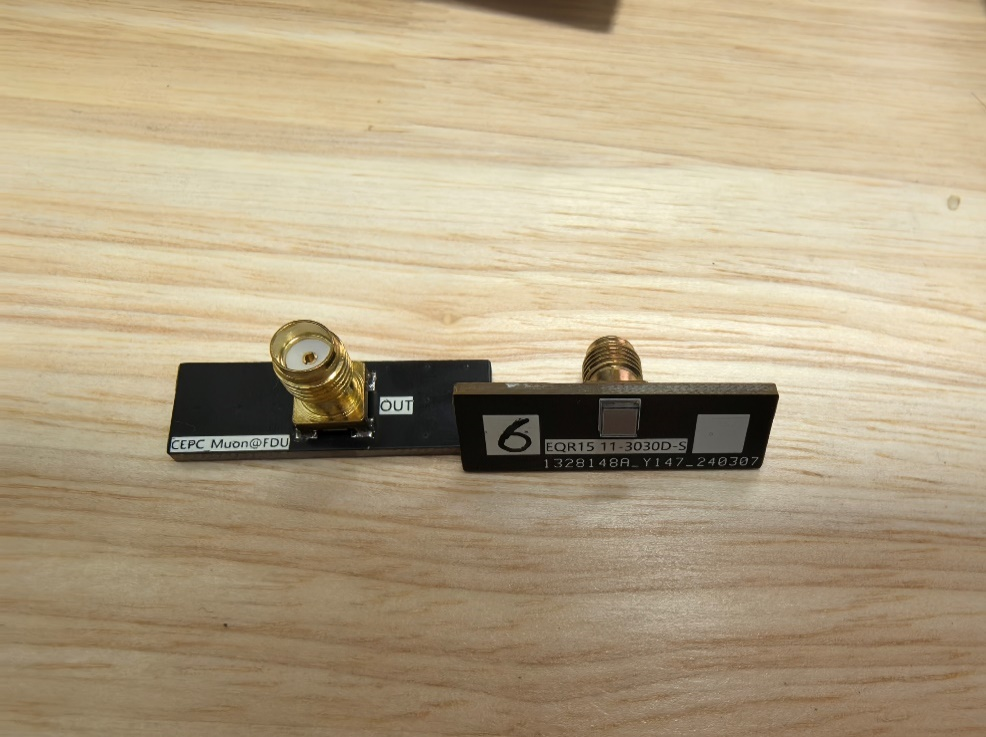 OUT
CEPC Muon@FDU
6
EQR15 11-3030D-S
1328148A_Y147_240307